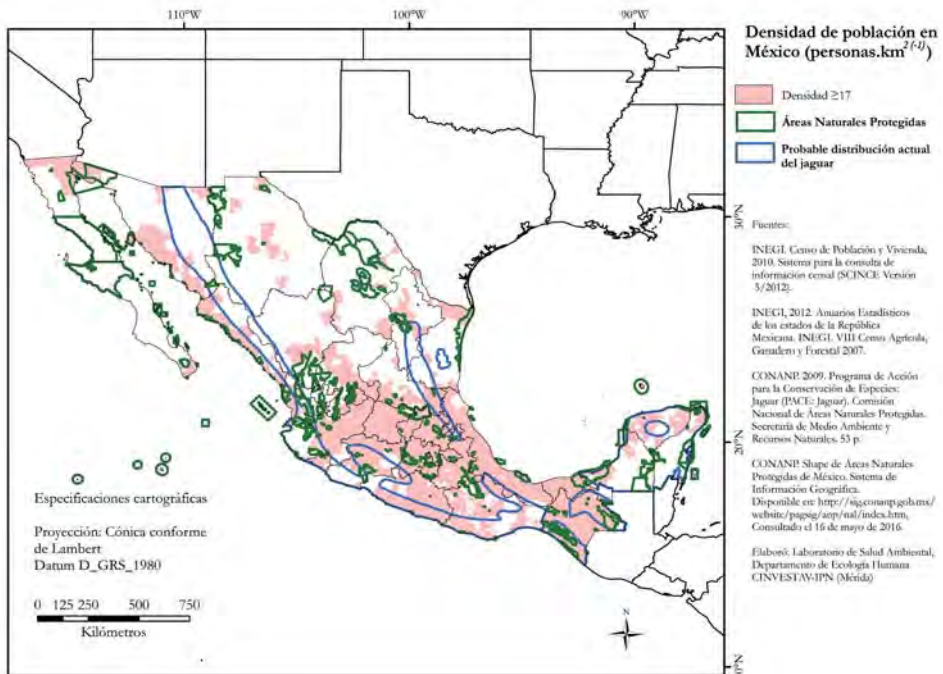 110°W
100°W
90°W
Densidad de población en
México (personas.km2(-1))
Densidad ≥17
Áreas Naturales Protegidas
Probable distribución actual
del jaguar
30°N
20°N
Fuentes:
INEGI. Censo de Población y Vivienda,
2010. Sistema para la consulta de
información censal (SCINCE Versión
5/2012).
INEGI, 2012. Anuarios Estadísticos
de los estados de la República
Mexicana. INEGI. VIII Censo Agrícola,
Ganadero y Forestal 2007.
CONANP. 2009. Programa de Acción
para la Conservación de Especies:
Jaguar (PACE: Jaguar). Comisión
Nacional de Áreas Naturales Protegidas.
Secretaría de Medio Ambiente y
Recursos Naturales. 53 p.
CONANP. Shape de Áreas Naturales
Protegidas de México. Sistema de
Información Geográfica.
Disponible en: http://sig.conanp.gob.mx/
website/pagsig/anp/nal/index.htm,
Consultado el 16 de mayo de 2016.
Elaboró: Laboratorio de Salud Ambiental,
Departamento de Ecología Humana
CINVESTAV-IPN (Mérida)
Especificaciones cartográficas
Proyección: Cónica conforme
de Lambert
Datum D_GRS_1980
0 125 250 500 750
Kilómetros
N